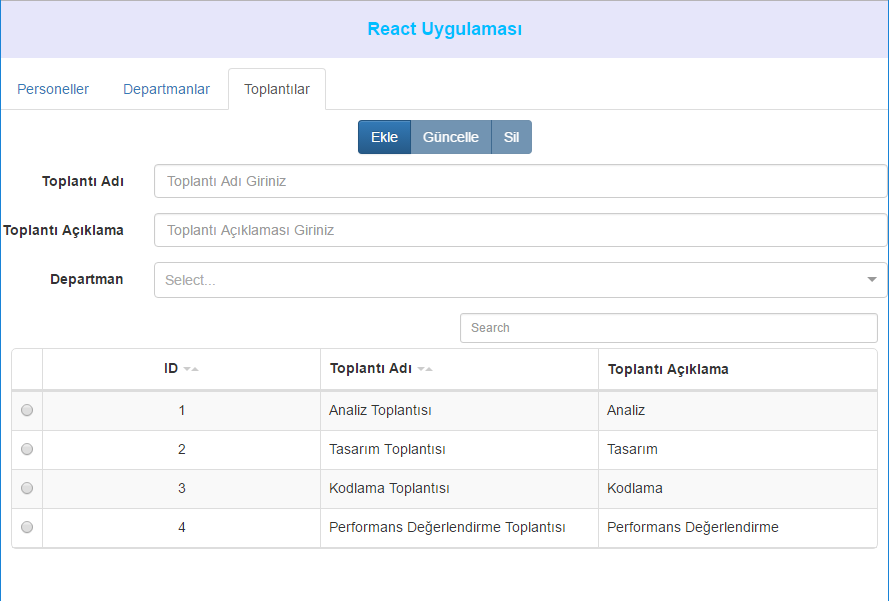 React Uygulaması
Personeller Departmanlar Toplantılar
Ekle Güncelle Sil
Toplantı Adı Toplantı Adı Giriniz
Toplantı Açıklama Toplantı Açıklaması Giriniz
Departman Select...
Search
ID Toplantı Adı Toplantı Açıklama
1 Analiz Toplantısı Analiz
2 Tasarım Toplantısı Tasarım
3 Kodlama Toplantısı Kodlama
4 Performans Değerlendirme Toplantısı Performans Değerlendirme